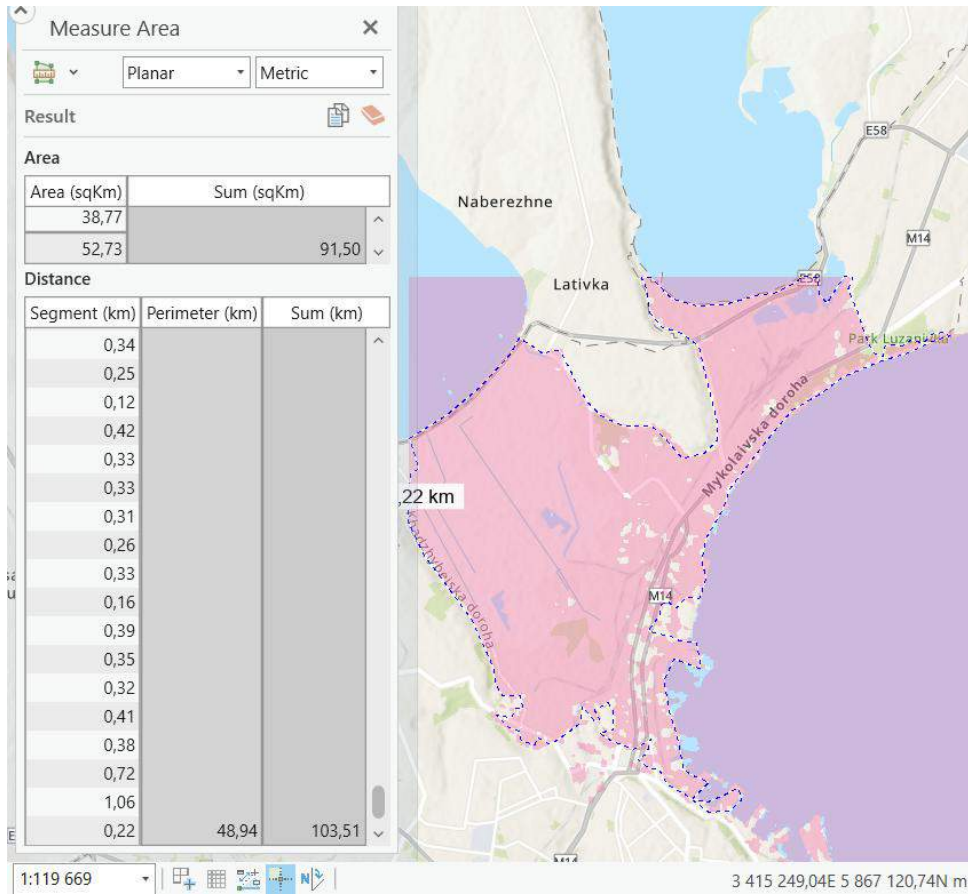 Measure Area
Planar
Metric
Result
Area
Area (sqKm) Sum (sqKm)
38,77
52,73 91,50
Distance
Segment (km) Perimeter (km) Sum (km)
0,34
0,25
0,12
0,42
0,33
0,33
0,31
0,26
0,33
0,16
0,39
0,35
0,32
0,41
0,38
0,72
1,06
0,22 48,94 103,51
1:119 669
3 415 249,04E 5 867 120,74N m
E58
Naberezhne
M14
Lativka
E58
Park Luzanivka
Mykolaivska doroha
,22 km
Khadzhybeiska doroha
M14
M14